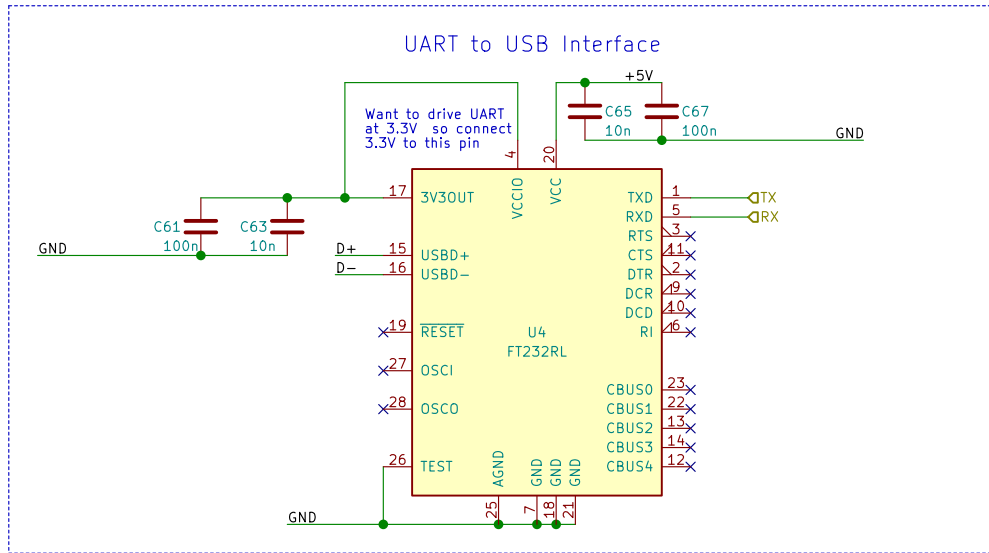 UART to USB Interface
+5V
Want to drive UART
at 3.3V  so connect
3.3V to this pin
C65
10n
C67
100n
GND
4
20
VCCIO
VCC
17
3V3OUT
TXD
1
TX
RXD
5
RX
C61
100n
C63
10n
GND
RTS
3
D+
15
USBD+
CTS
11
D-
16
USBD-
DTR
2
DCR
9
DCD
10
19
RESET
U4
RI
6
FT232RL
27
OSCI
CBUS0
23
28
OSCO
CBUS1
22
CBUS2
13
CBUS3
14
26
TEST
CBUS4
12
AGND
GND
GND
GND
25
7
18
21
GND